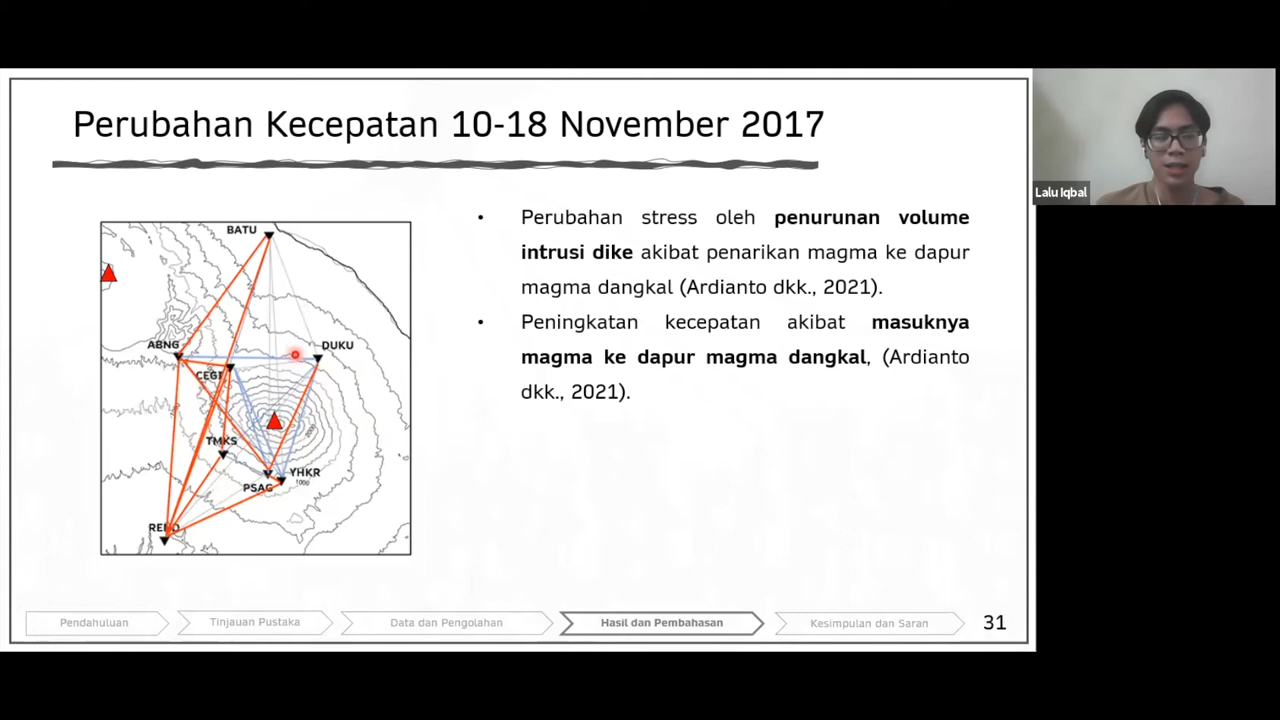 Perubahan Kecepatan 10-18 November 2017
Lalu Iqbal
• Perubahan stress oleh penurunan volume
intrusi dike akibat penarikan magma ke dapur
magma dangkal (Ardianto dkk., 2021).
• Peningkatan kecepatan akibat masuknya
magma ke dapur magma dangkal, (Ardianto
dkk., 2021).
BATU
ABNG
DUKU
TMKS
YHKR
PSAG
1000
Pendahuluan
Tinjauan Pustaka
Data dan Pengolahan
Hasil dan Pembahasan
Kesimpulan dan Saran
31